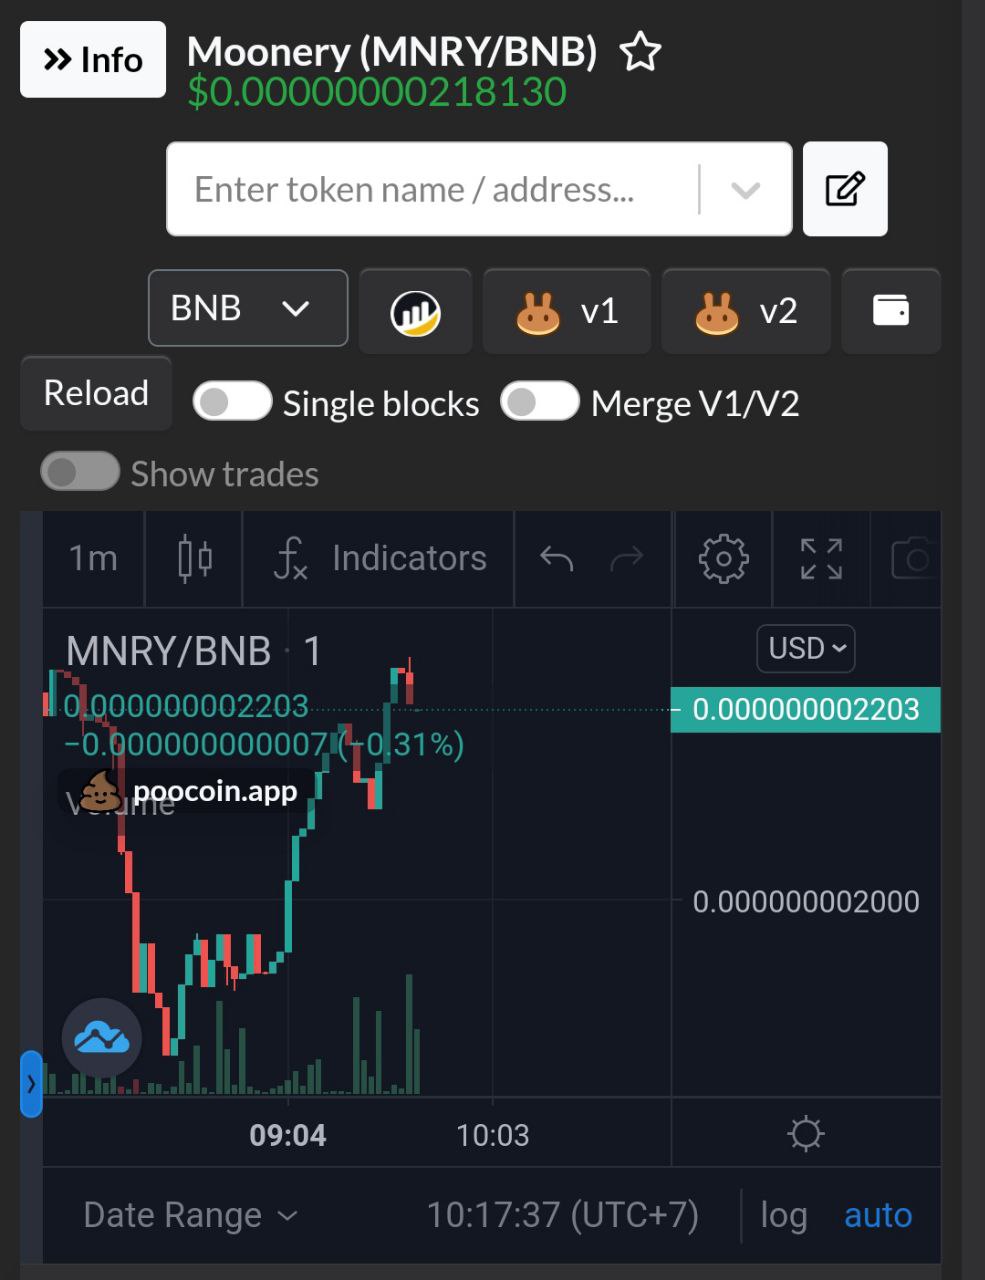 Info
Moonery (MNRY/BNB)
$0.00000000218130
Enter token name / address...
BNB v1 v2
Reload Single blocks Merge V1/V2
Show trades
1m fx Indicators
MNRY/BNB · 1 USD
0.000000002203 0.000000002203
−0.000000000007 (−0.31%)
poocoin.app
Volume
0.000000002000
09:04 10:03
Date Range 10:17:37 (UTC+7) log auto